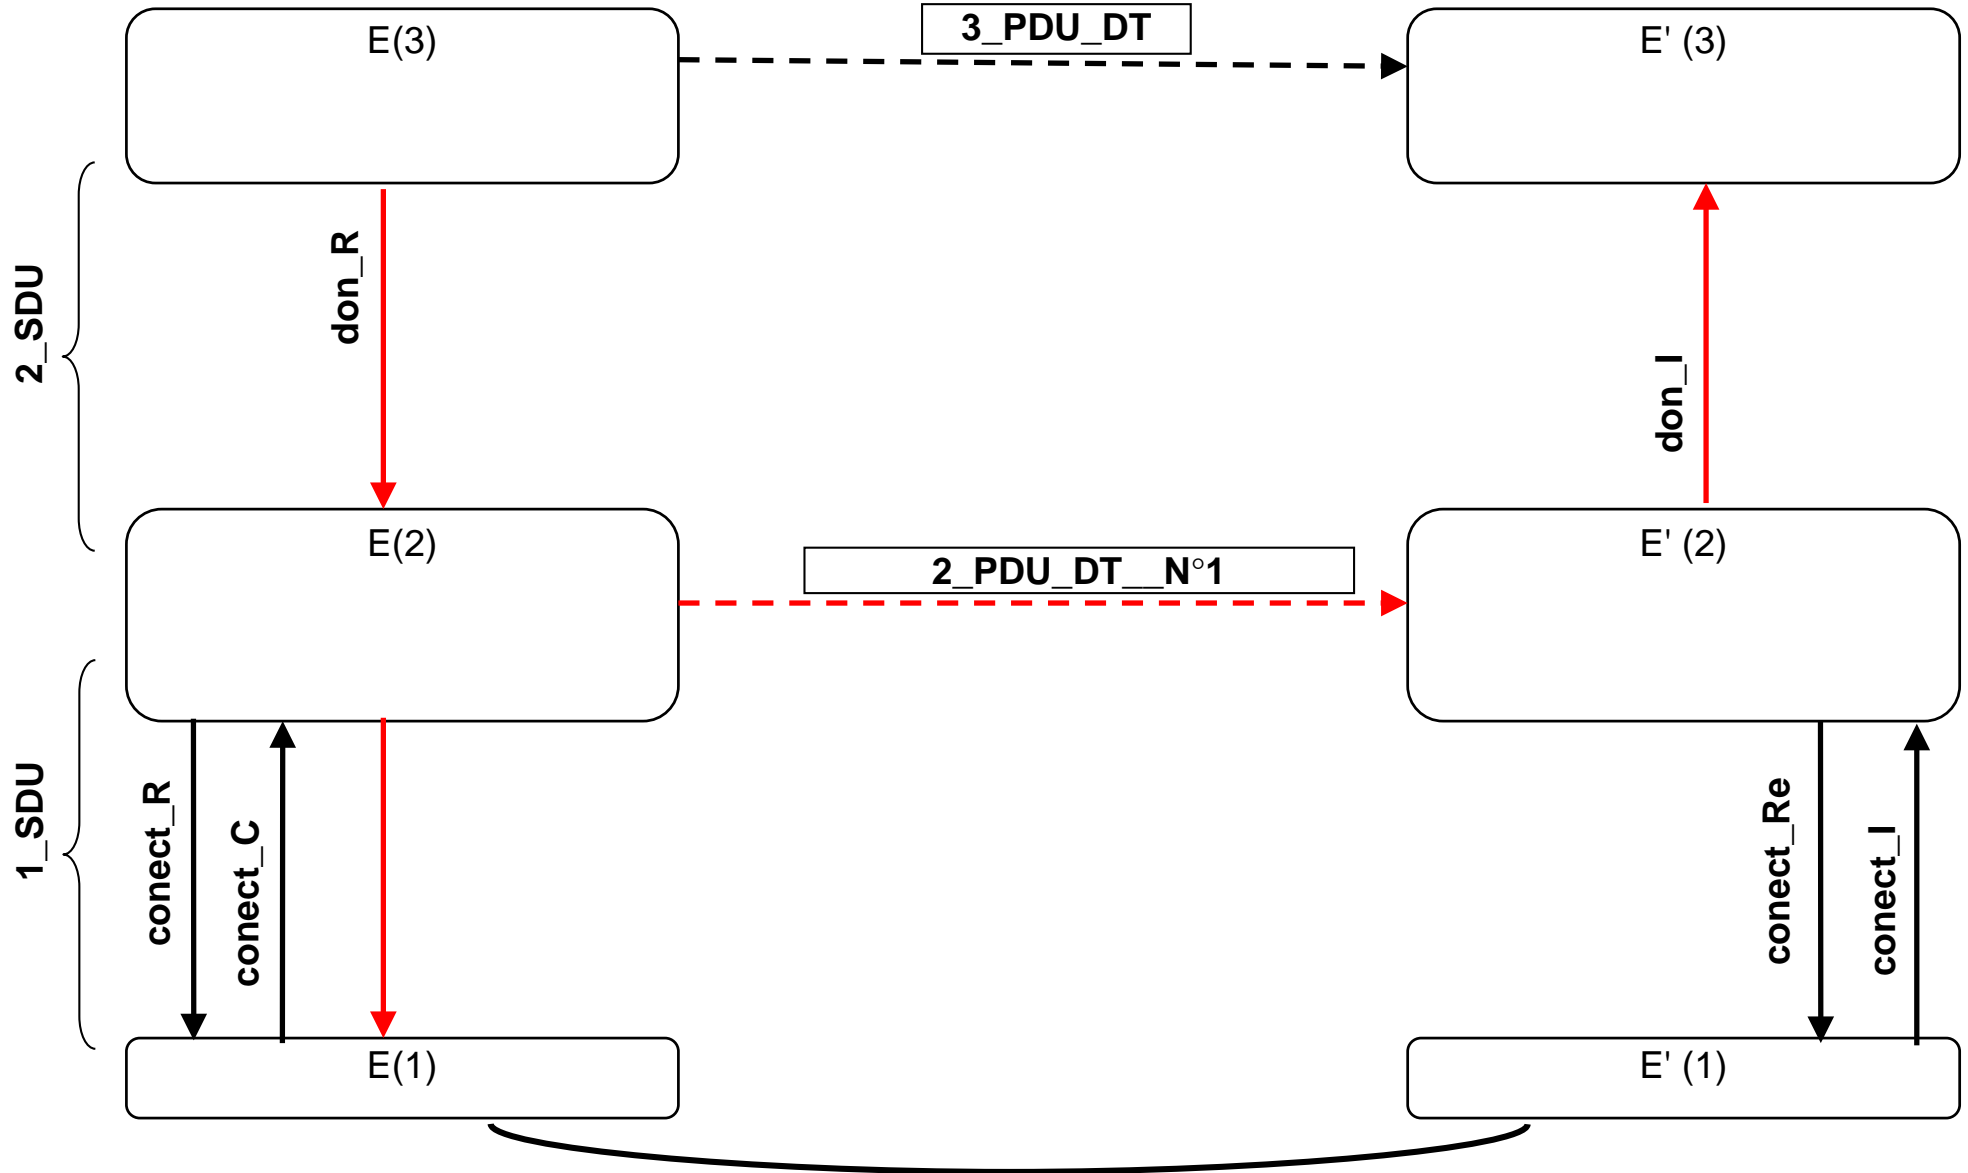 E(3)
3_PDU_DT
E' (3)
2_SDU
don_R
don_I
E(2)
2_PDU_DT__N°1
E' (2)
1_SDU
conect_R
conect_C
conect_Re
conect_I
E(1)
E' (1)